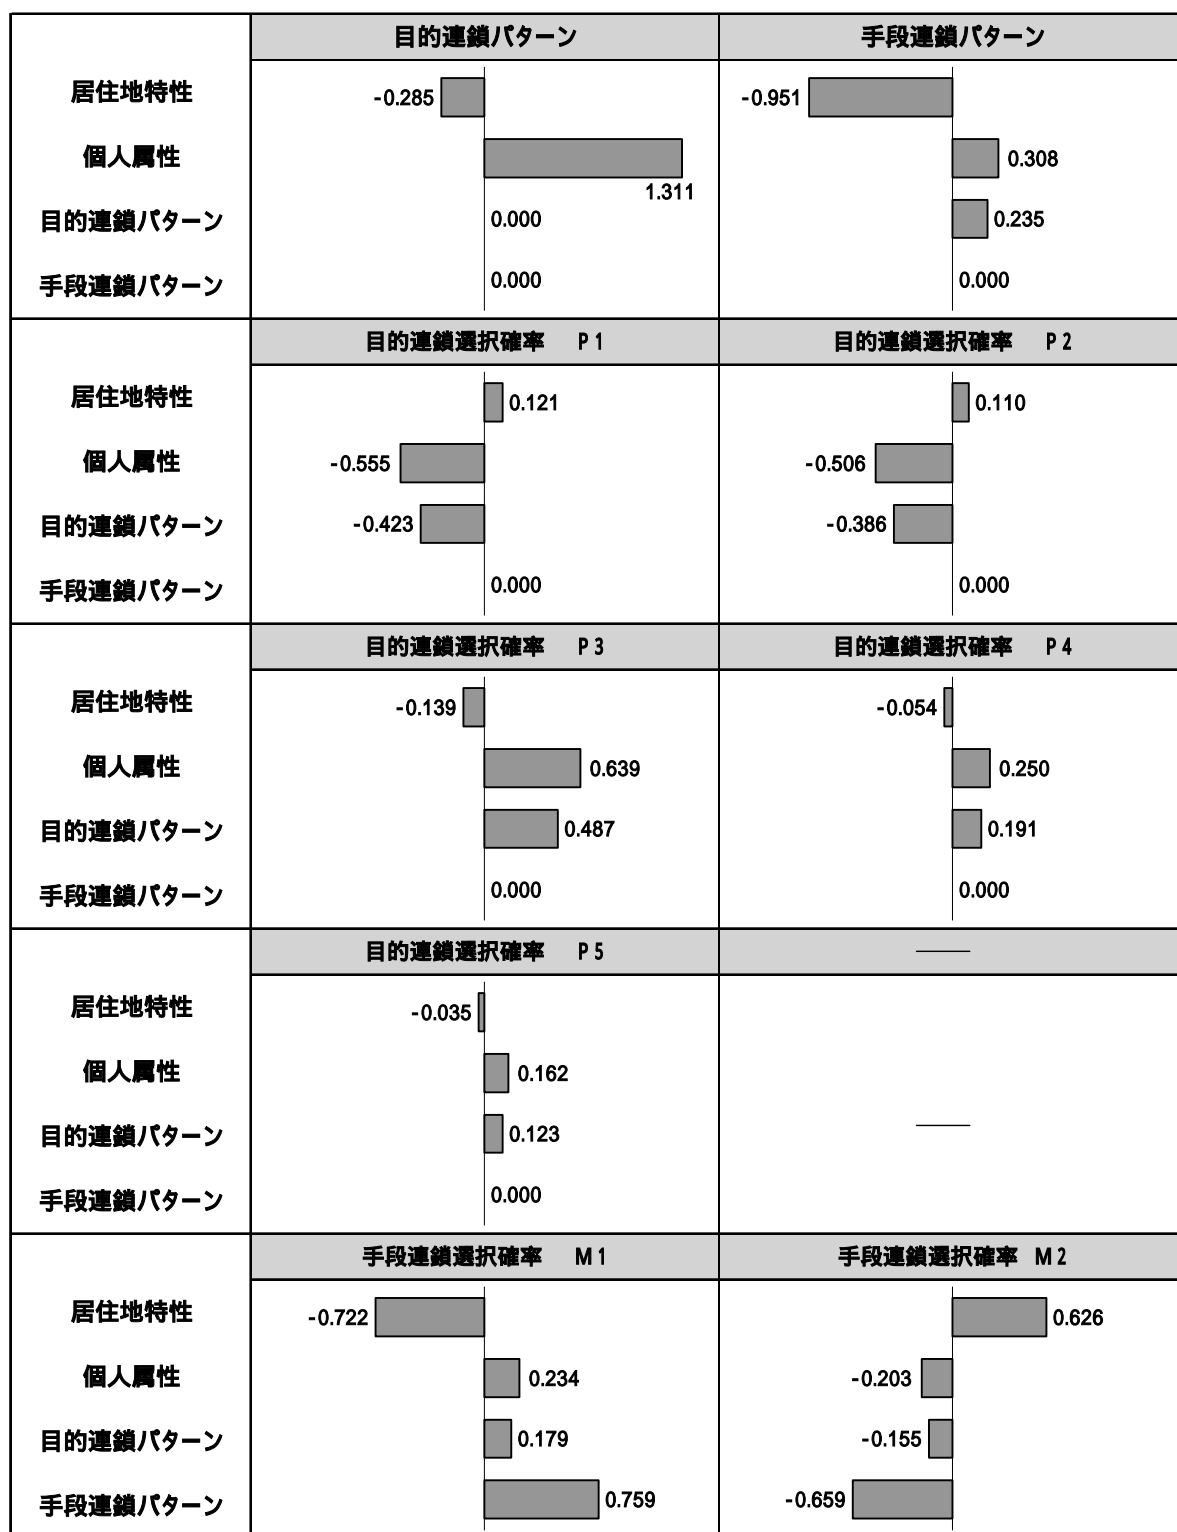 目的連鎖パターン 手段連鎖パターン
居住地特性 -0.285 -0.951
個人属性 1.311 0.308
目的連鎖パターン 0.000 0.235
手段連鎖パターン 0.000 0.000
目的連鎖選択確率 P1 目的連鎖選択確率 P2
居住地特性 0.121 0.110
個人属性 -0.555 -0.506
目的連鎖パターン -0.423 -0.386
手段連鎖パターン 0.000 0.000
目的連鎖選択確率 P3 目的連鎖選択確率 P4
居住地特性 -0.139 -0.054
個人属性 0.639 0.250
目的連鎖パターン 0.487 0.191
手段連鎖パターン 0.000 0.000
目的連鎖選択確率 P5 ——
居住地特性 -0.035
個人属性 0.162
目的連鎖パターン 0.123 ——
手段連鎖パターン 0.000
手段連鎖選択確率 M1 手段連鎖選択確率 M2
居住地特性 -0.722 0.626
個人属性 0.234 -0.203
目的連鎖パターン 0.179 -0.155
手段連鎖パターン 0.759 -0.659